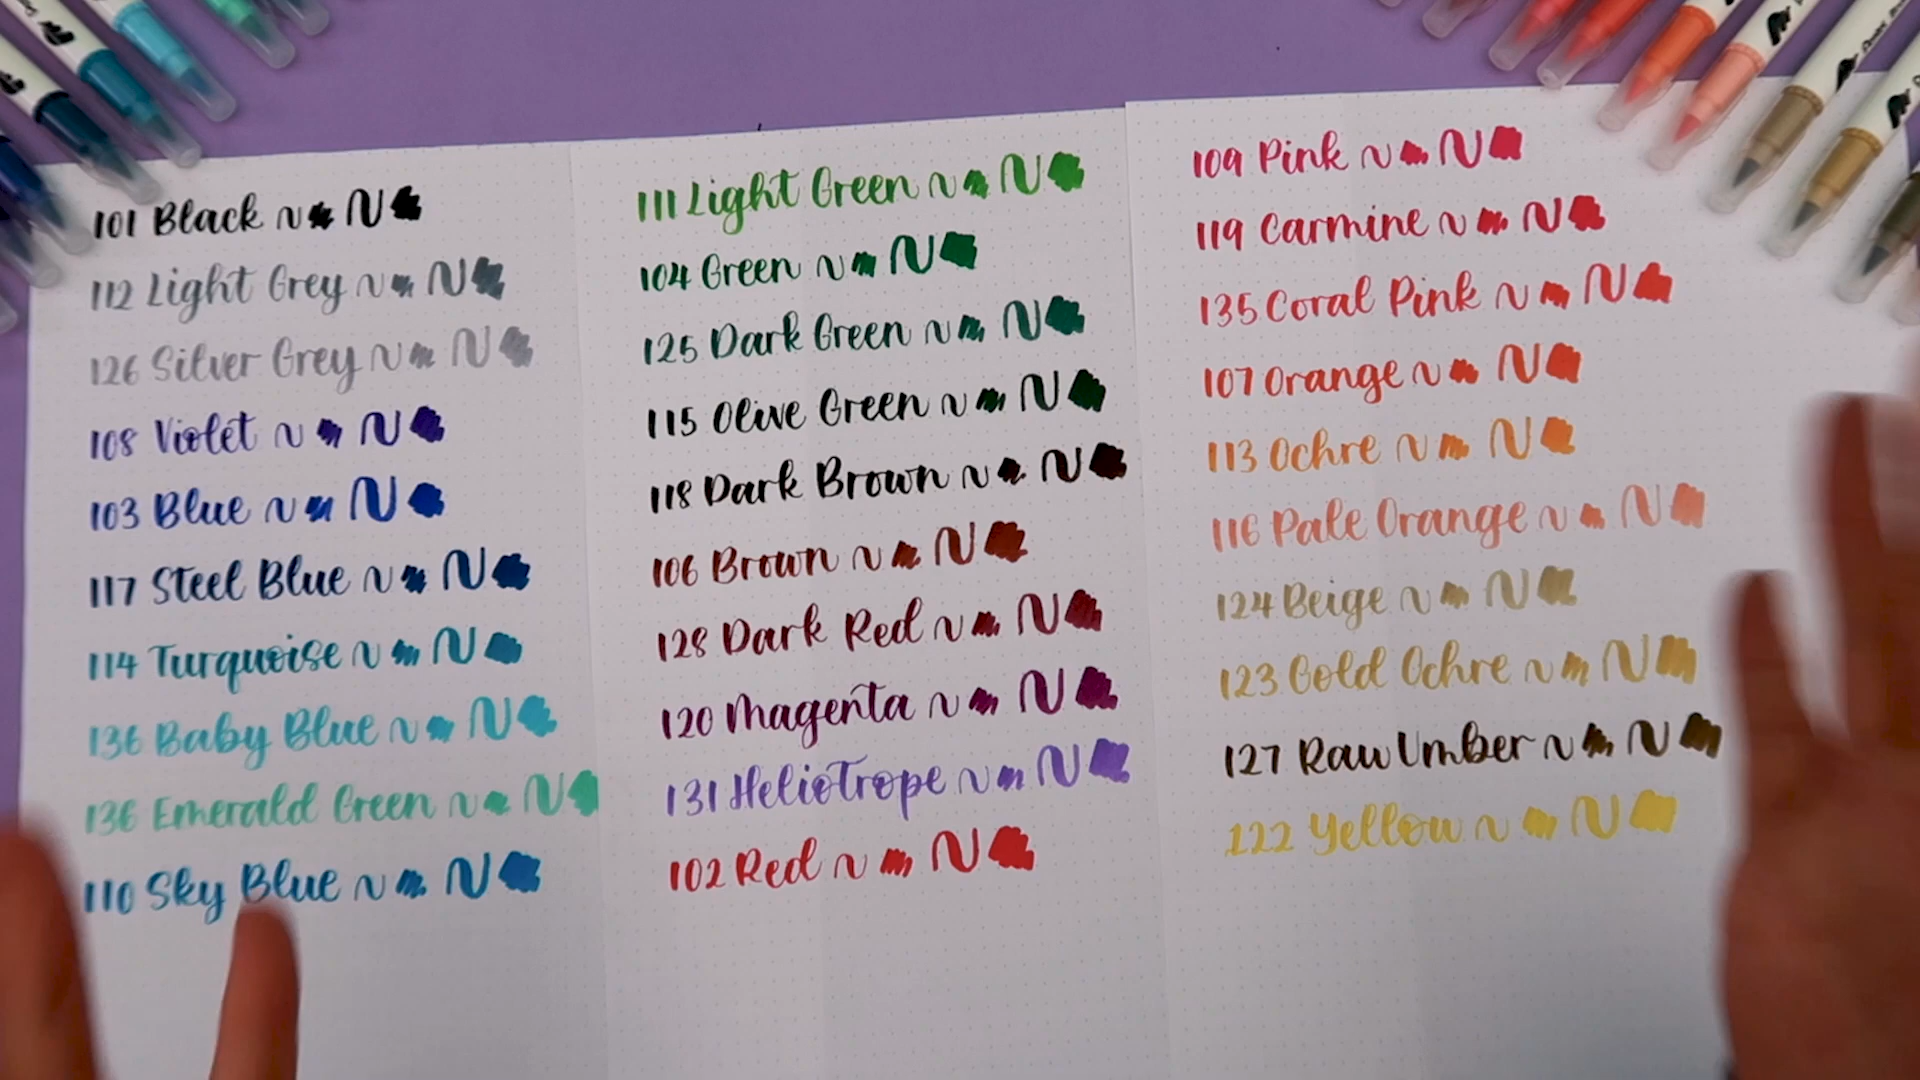 101 Black
112 Light Grey
126 Silver Grey
108 Violet
103 Blue
117 Steel Blue
114 Turquoise
136 Baby Blue
136 Emerald Green
110 Sky Blue
111 Light Green
104 Green
125 Dark Green
115 Olive Green
118 Dark Brown
106 Brown
128 Dark Red
120 Magenta
131 Heliotrope
102 Red
109 Pink
119 Carmine
135 Coral Pink
107 Orange
113 Ochre
116 Pale Orange
124 Beige
123 Gold Ochre
127 Raw Umber
122 Yellow